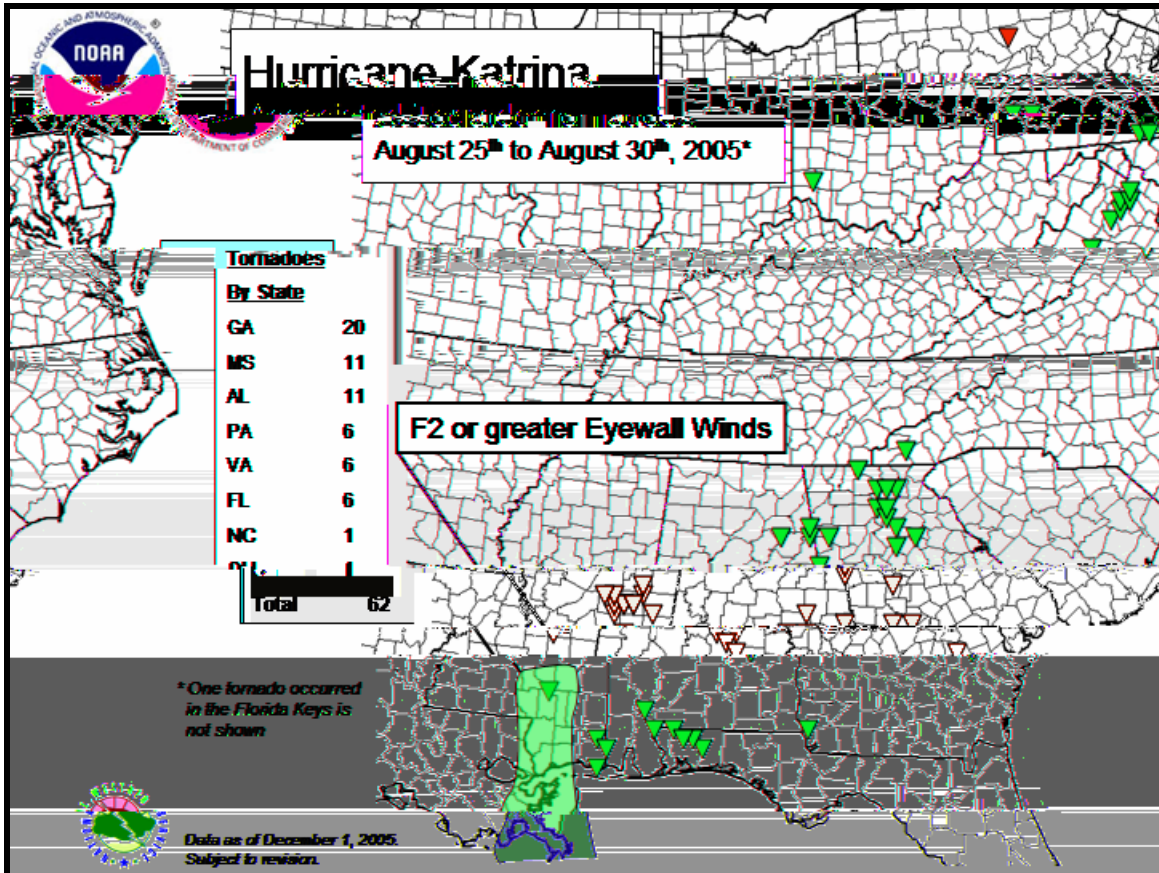 NOAA
Hurricane Katrina
August 25th to August 30th, 2005*
Tornadoes
By State
GA 20
MS 11
AL 11
PA 6
VA 6
FL 6
NC 1
Total 62
F2 or greater Eyewall Winds
* One tornado occurred
in the Florida Keys is
not shown
Data as of December 1, 2005.
Subject to revision.